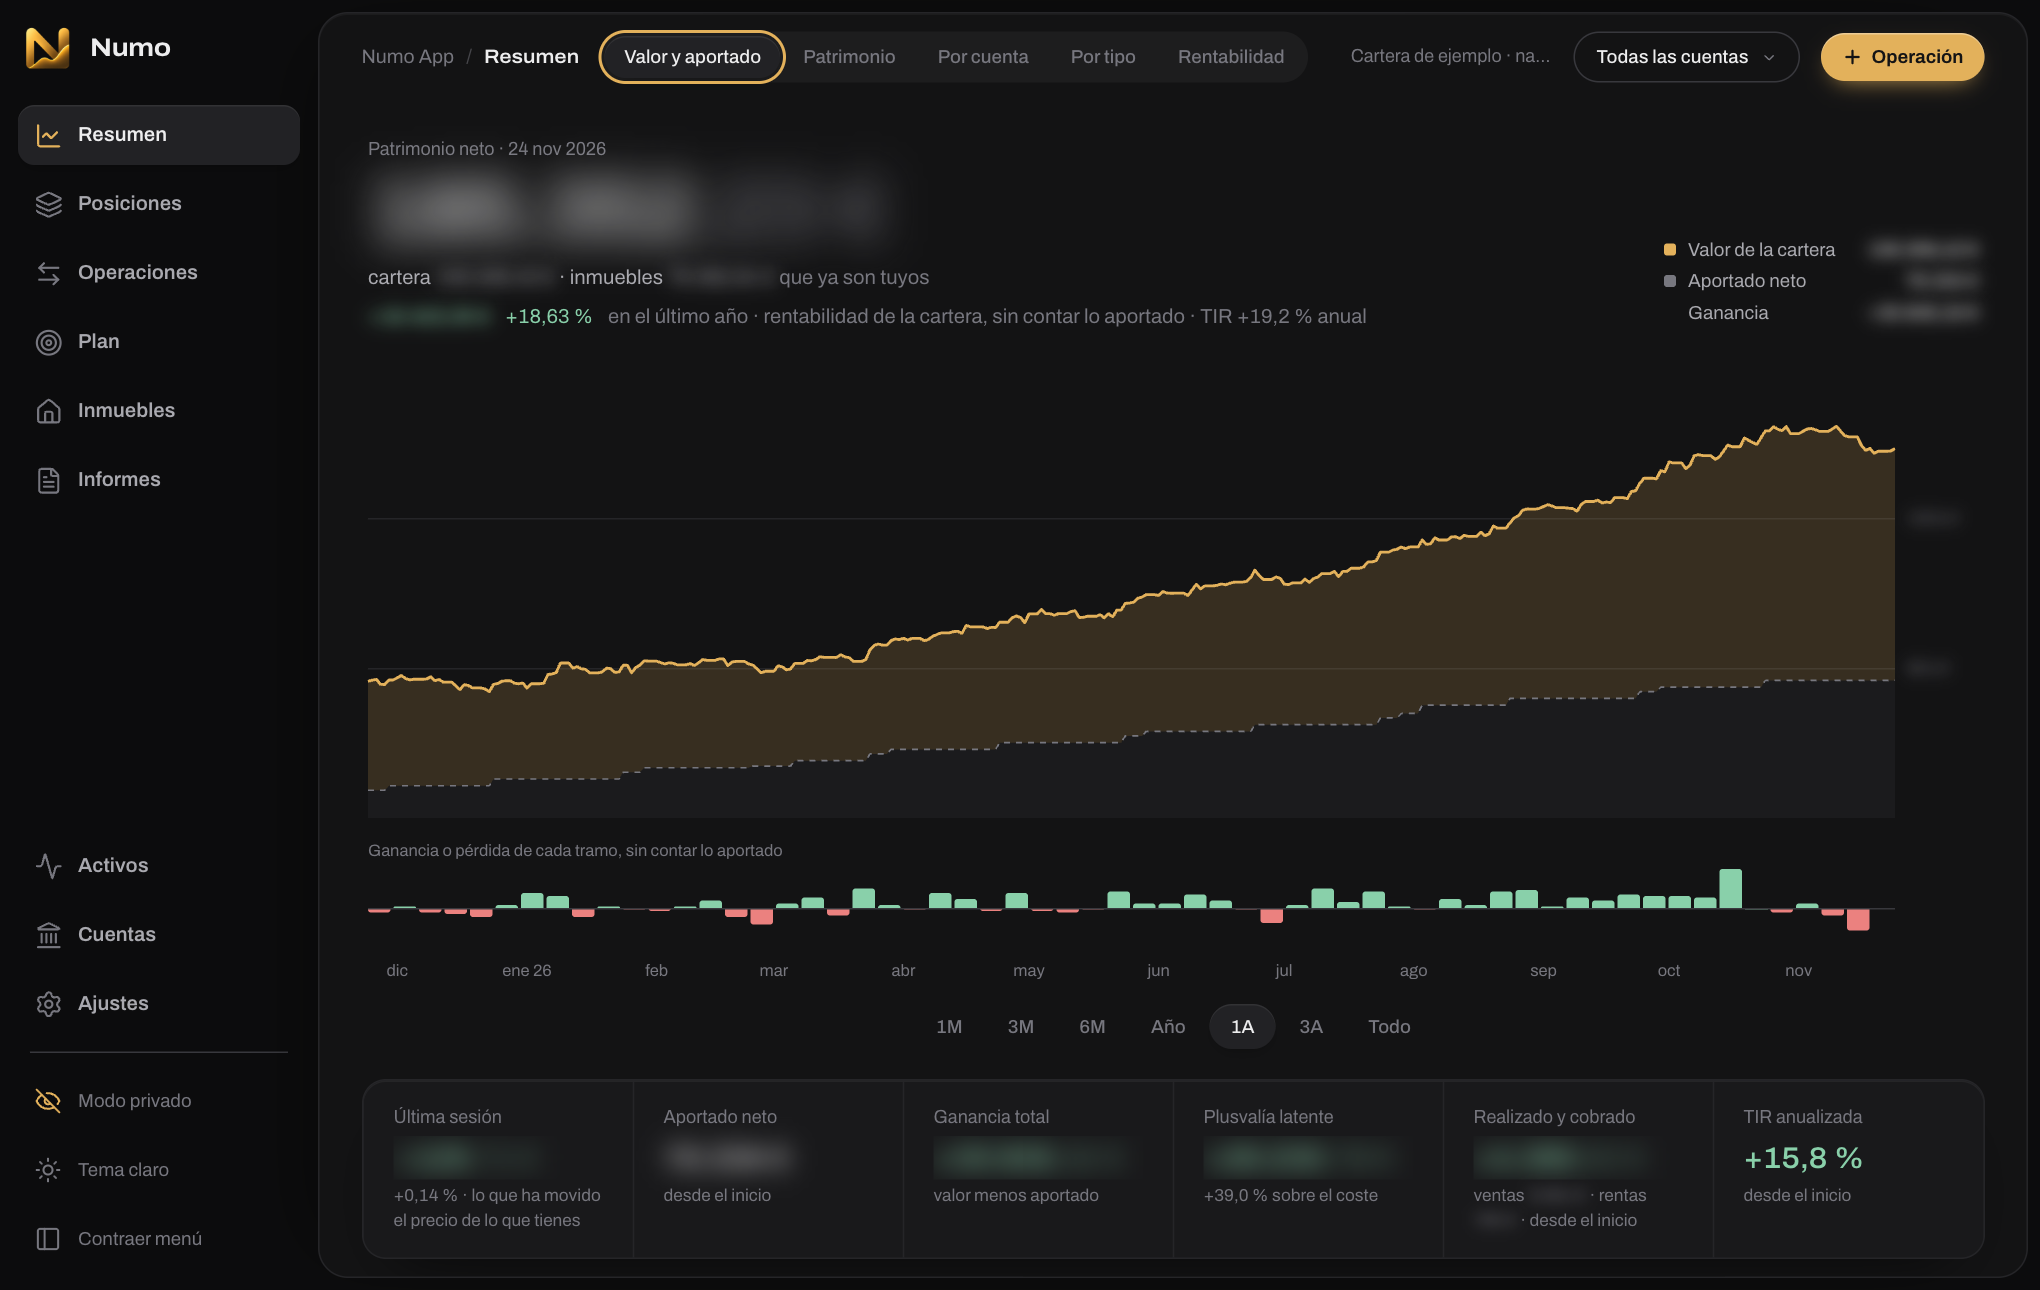 Numo
Resumen
Posiciones
Operaciones
Plan
Inmuebles
Informes
Activos
Cuentas
Ajustes
Modo privado
Tema claro
Contraer menú
Numo App / Resumen
Valor y aportado
Patrimonio
Por cuenta
Por tipo
Rentabilidad
Cartera de ejemplo · na...
Todas las cuentas
+ Operación
Patrimonio neto · 24 nov 2026
cartera · inmuebles que ya son tuyos
+18,63 % en el último año · rentabilidad de la cartera, sin contar lo aportado · TIR +19,2 % anual
Valor de la cartera
Aportado neto
Ganancia
Ganancia o pérdida de cada tramo, sin contar lo aportado
dic ene 26 feb mar abr may jun jul ago sep oct nov
1M 3M 6M Año 1A 3A Todo
Última sesión
+0,14 % · lo que ha movido
el precio de lo que tienes
Aportado neto
desde el inicio
Ganancia total
valor menos aportado
Plusvalía latente
+39,0 % sobre el coste
Realizado y cobrado
ventas · rentas
· desde el inicio
TIR anualizada
+15,8 %
desde el inicio